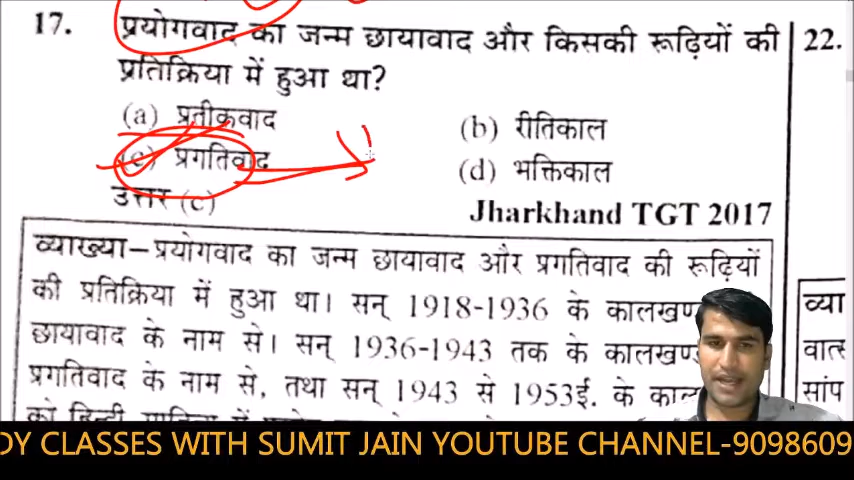 17. प्रयोगवाद का जन्म छायावाद और किसकी रूढ़ियों की
प्रतिक्रिया में हुआ था?
(a) प्रतीकवाद
(b) रीतिकाल
(c) प्रगतिवाद
(d) भक्तिकाल
उत्तर (c)
Jharkhand TGT 2017
व्याख्या–प्रयोगवाद का जन्म छायावाद और प्रगतिवाद की रूढ़ियों
की प्रतिक्रिया में हुआ था। सन् 1918-1936 के
छायावाद के नाम से। सन् 1936-1943 तक के
प्रगतिवाद के नाम से, तथा सन् 1943 से 1953ई. के
को हिन्दी
22.
DY CLASSES WITH SUMIT JAIN YOUTUBE CHANNEL-9098609